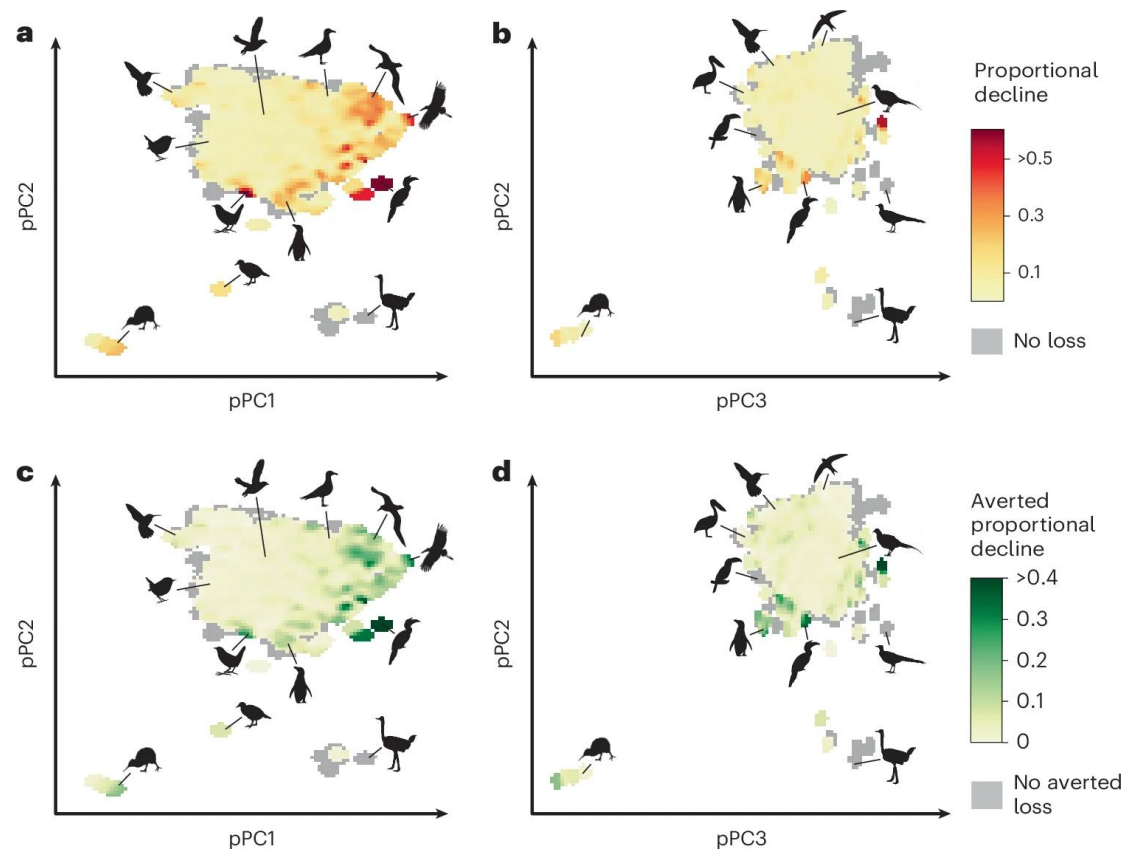 a
pPC2
pPC1
b
pPC2
pPC3
Proportional
decline
>0.5
0.3
0.1
No loss
c
pPC2
pPC1
d
pPC2
pPC3
Averted
proportional
decline
>0.4
0.3
0.2
0.1
0
No averted
loss